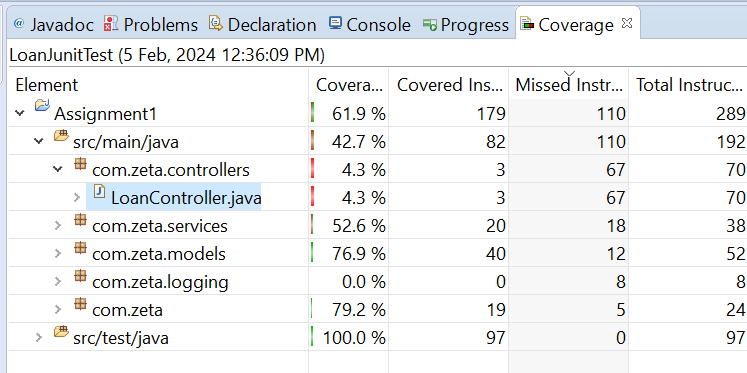 @ Javadoc Problems Declaration Console Progress Coverage
LoanJunitTest (5 Feb, 2024 12:36:09 PM)
Element Covera... Covered Ins... Missed Instr... Total Instruc...
Assignment1 61.9 % 179 110 289
src/main/java 42.7 % 82 110 192
com.zeta.controllers 4.3 % 3 67 70
LoanController.java 4.3 % 3 67 70
com.zeta.services 52.6 % 20 18 38
com.zeta.models 76.9 % 40 12 52
com.zeta.logging 0.0 % 0 8 8
com.zeta 79.2 % 19 5 24
src/test/java 100.0 % 97 0 97